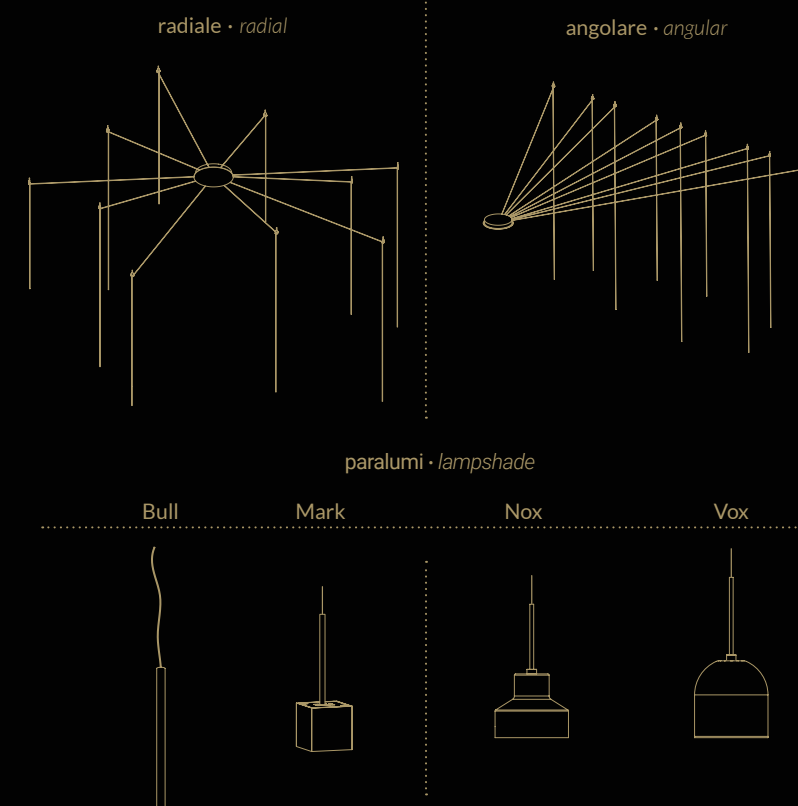 radiale · radial
angolare · angular
paralumi · lampshade
Bull
Mark
Nox
Vox